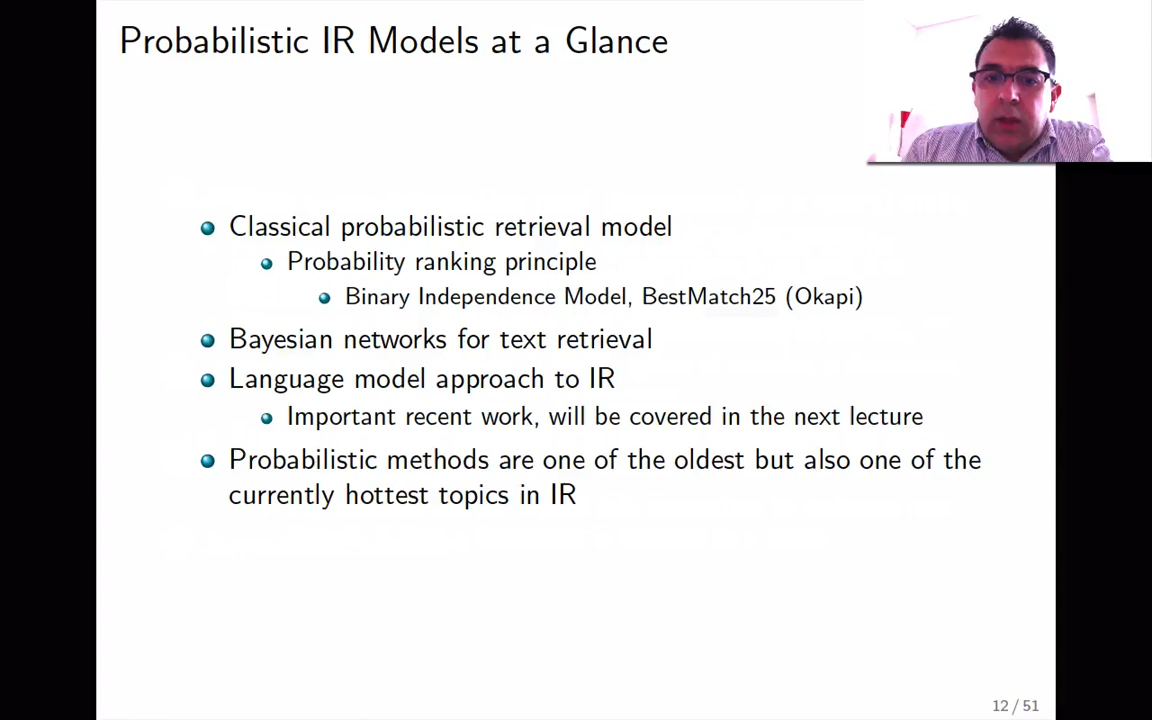 Probabilistic IR Models at a Glance
Classical probabilistic retrieval model
Probability ranking principle
Binary Independence Model, BestMatch25 (Okapi)
Bayesian networks for text retrieval
Language model approach to IR
Important recent work, will be covered in the next lecture
Probabilistic methods are one of the oldest but also one of the
currently hottest topics in IR
12 / 51